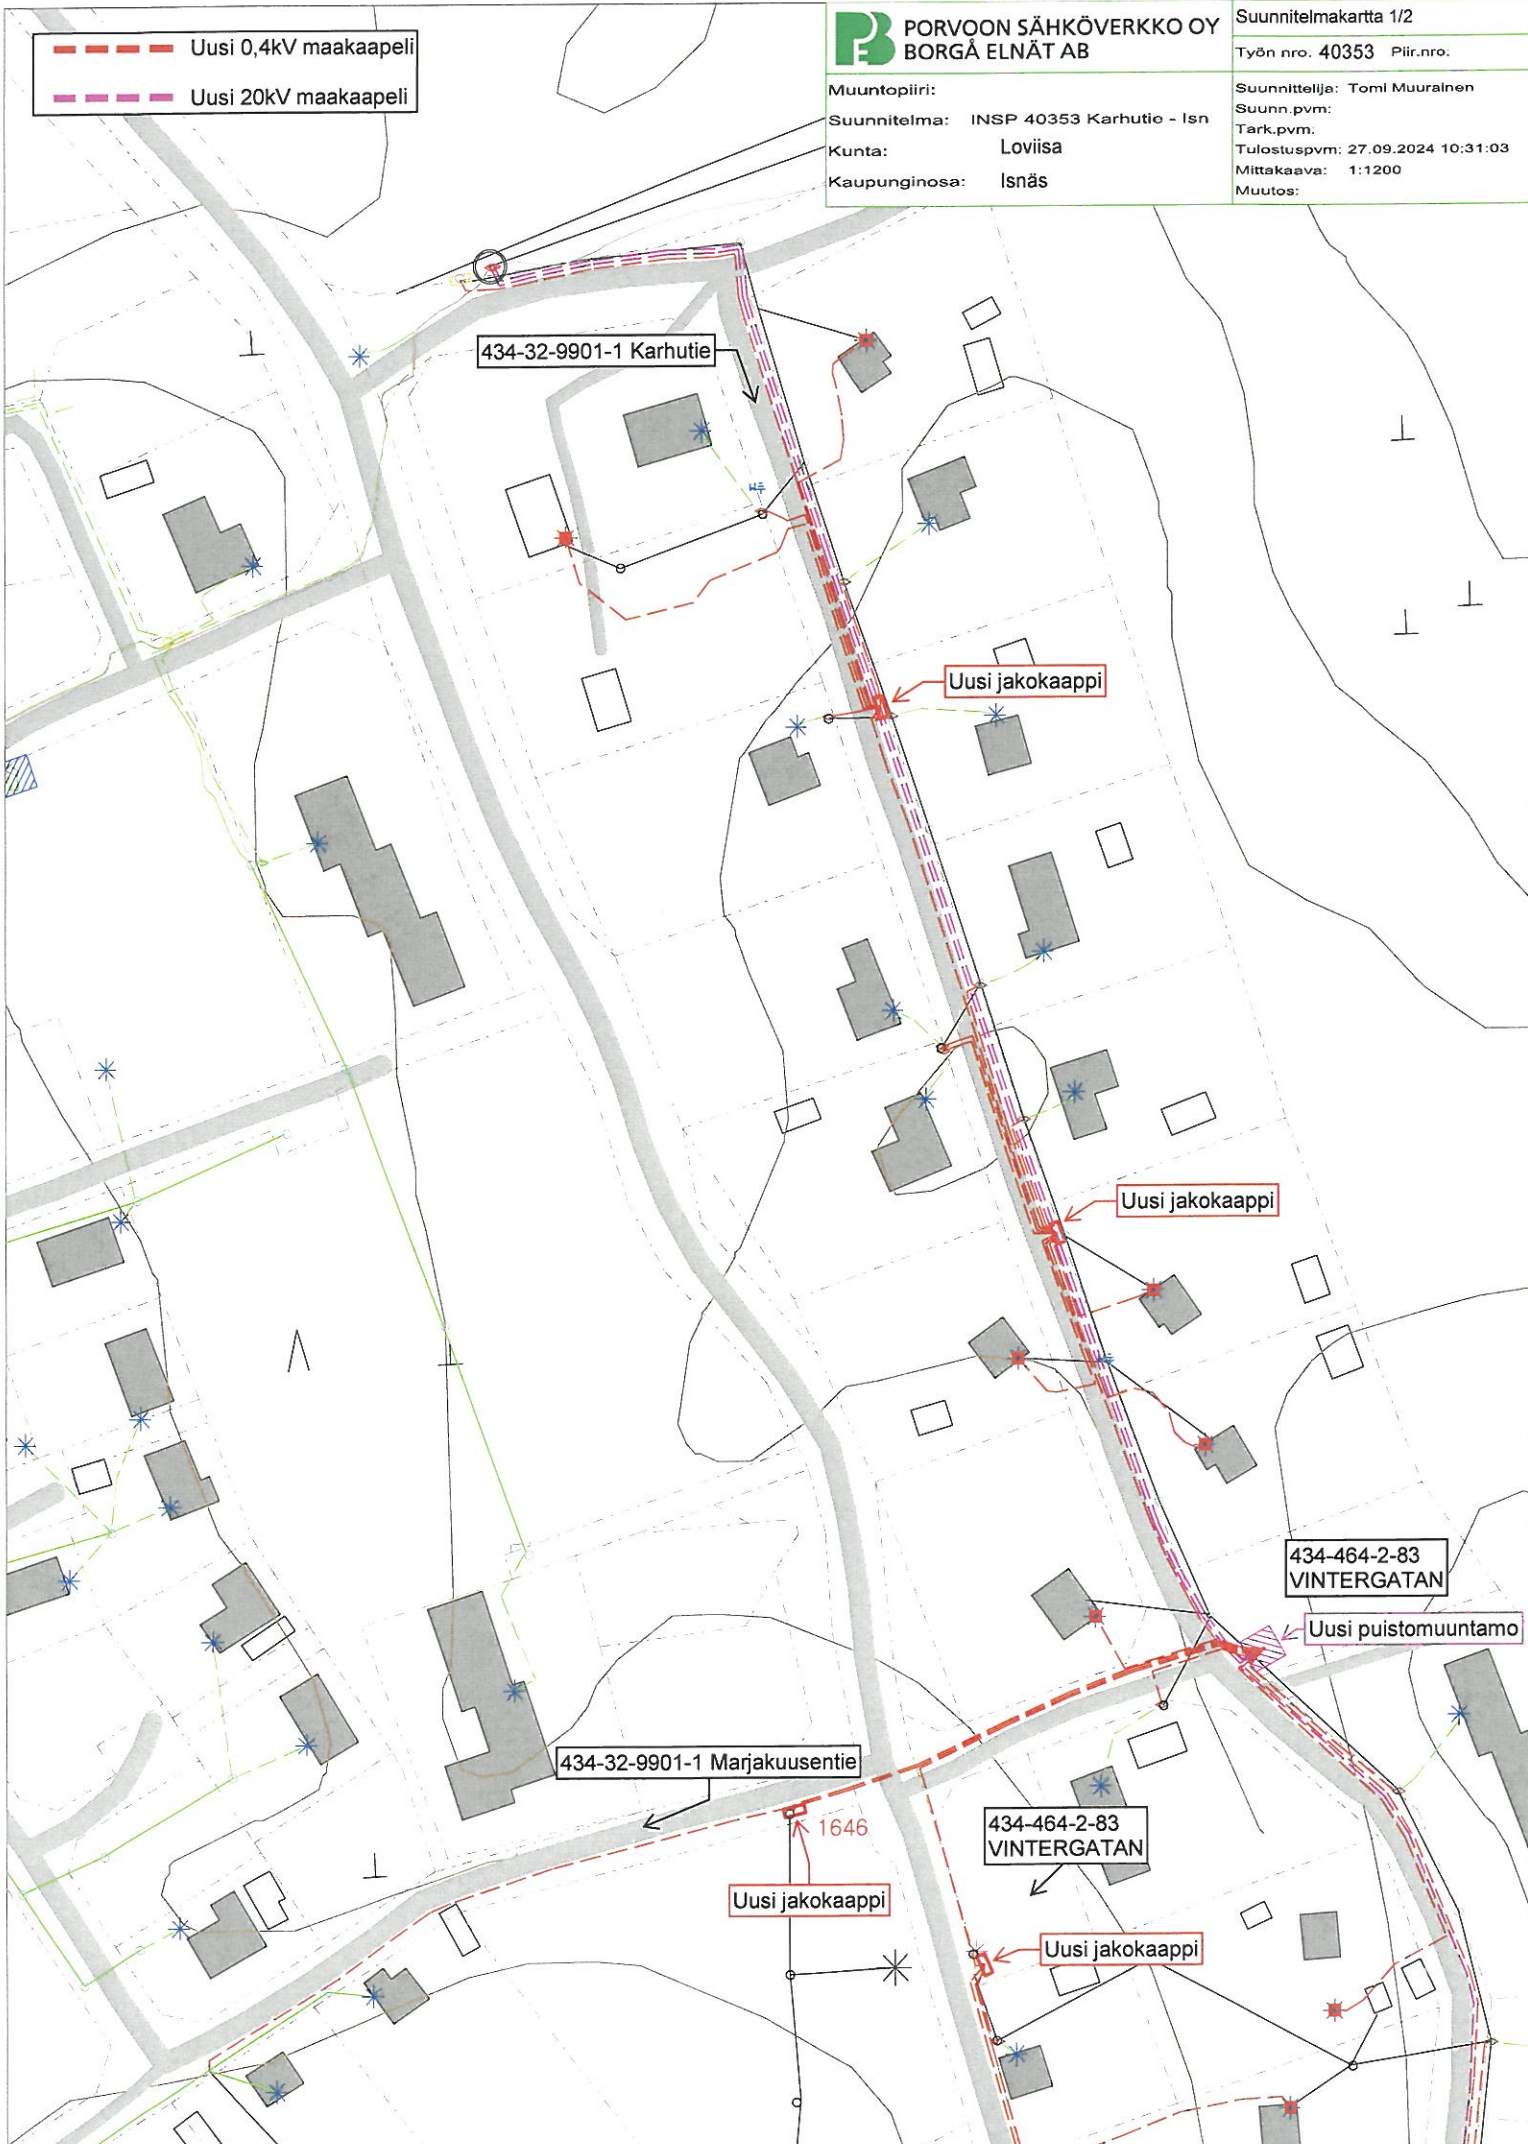 Uusi 0,4kV maakaapeli
Uusi 20kV maakaapeli
PORVOON SÄHKÖVERKKO OY
BORGÅ ELNÄT AB
Suunnitelmakartta 1/2
Työn nro. 40353 Piir.nro:
Muuntopiiri:
Suunnitelma: INSP 40353 Karhutie - Isn
Kunta: Loviisa
Kaupunginosa: Isnäs
Suunnittelija: Tomi Muurainen
Suunn.pvm:
Tark.pvm:
Tulostuspvm: 27.09.2024 10:31:03
Mittakaava: 1:1200
Muutos:
434-32-9901-1 Karhutie
Uusi jakokaappi
Uusi jakokaappi
434-464-2-83
VINTERGATAN
Uusi puistomuuntamo
434-32-9901-1 Marjakuusentie
1646
434-464-2-83
VINTERGATAN
Uusi jakokaappi
Uusi jakokaappi